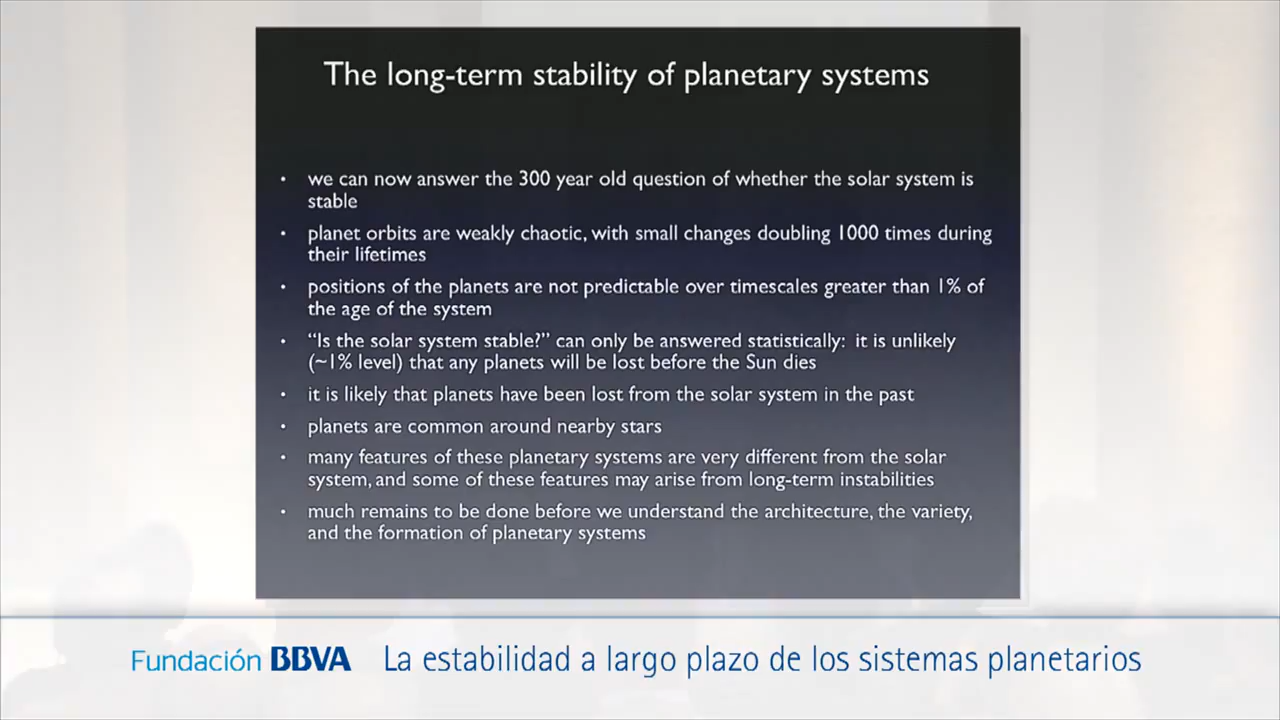 The long-term stability of planetary systems
• we can now answer the 300 year old question of whether the solar system is
stable
• planet orbits are weakly chaotic, with small changes doubling 1000 times during
their lifetimes
• positions of the planets are not predictable over timescales greater than 1% of
the age of the system
• “Is the solar system stable?” can only be answered statistically: it is unlikely
(~1% level) that any planets will be lost before the Sun dies
• it is likely that planets have been lost from the solar system in the past
• planets are common around nearby stars
• many features of these planetary systems are very different from the solar
system, and some of these features may arise from long-term instabilities
• much remains to be done before we understand the architecture, the variety,
and the formation of planetary systems
Fundación BBVA La estabilidad a largo plazo de los sistemas planetarios